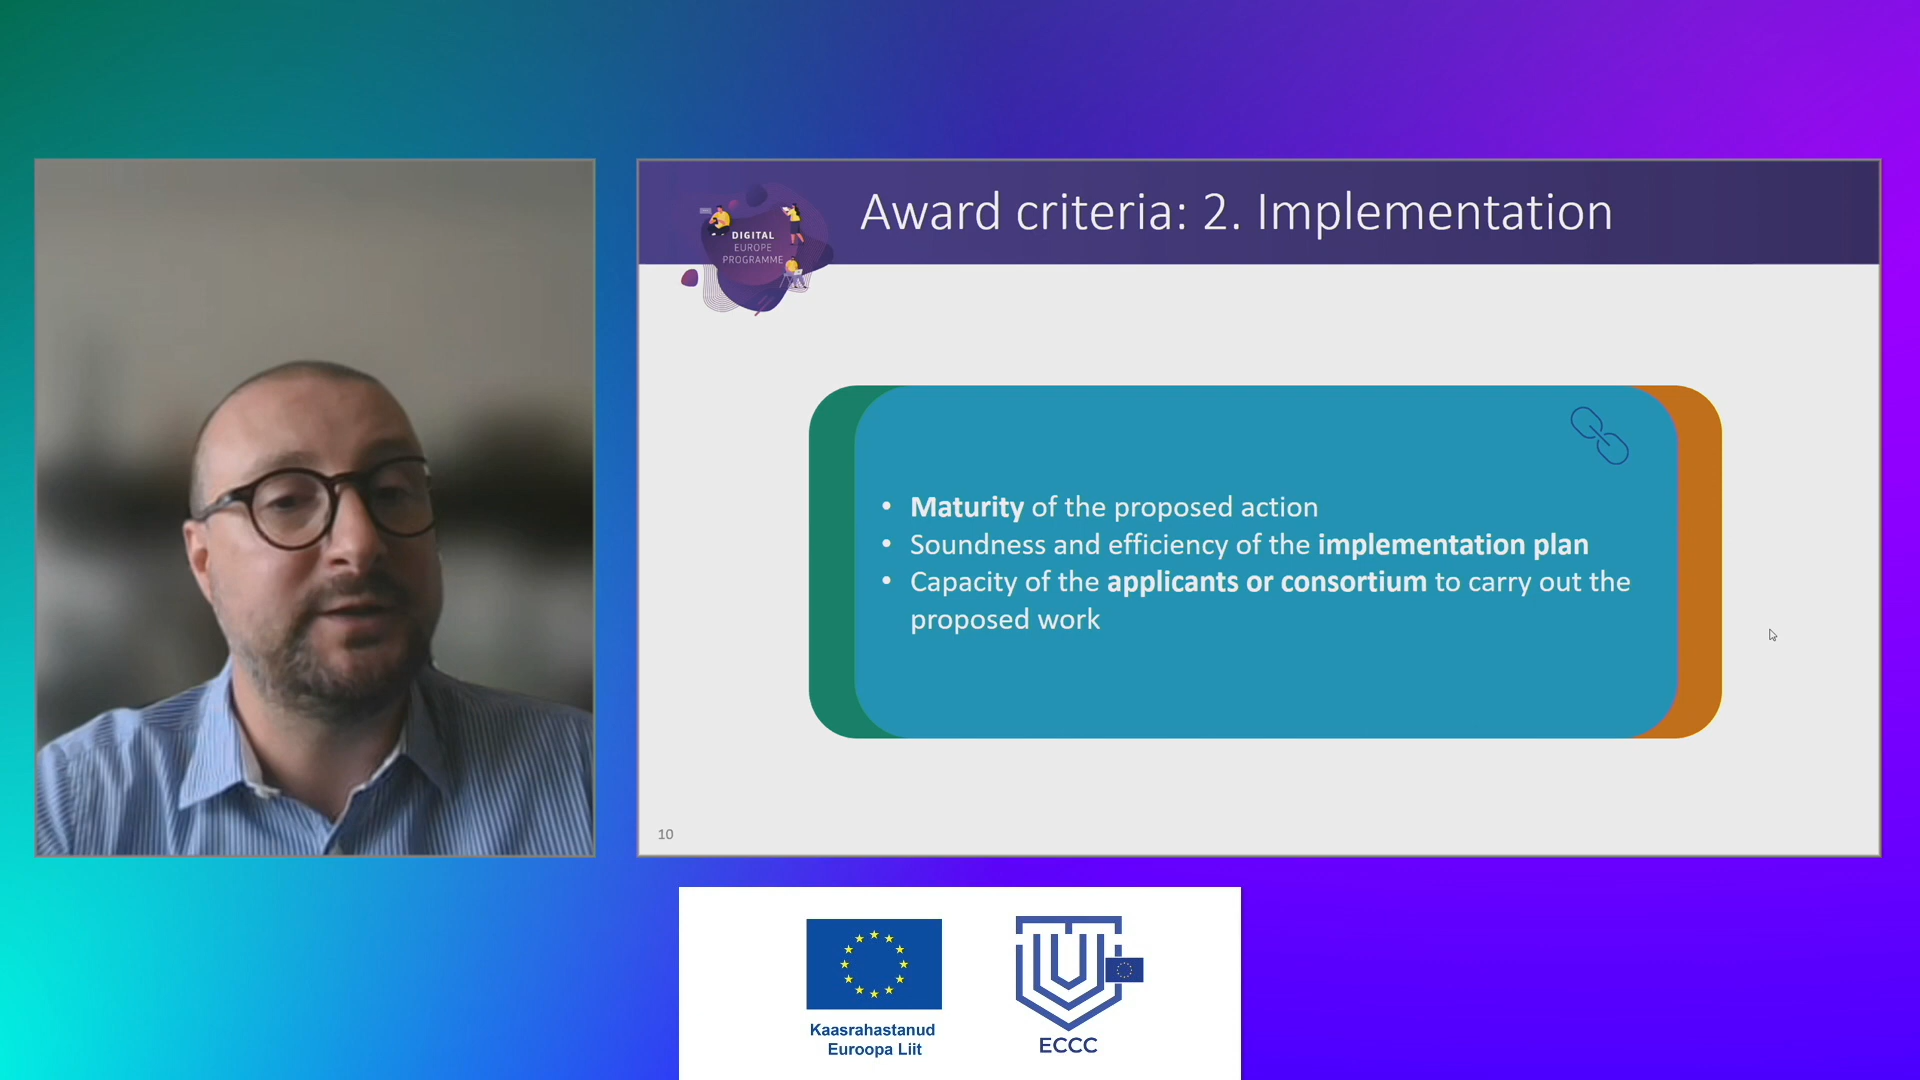 Award criteria: 2. Implementation
DIGITAL
EUROPE
PROGRAMME
• Maturity of the proposed action
• Soundness and efficiency of the implementation plan
• Capacity of the applicants or consortium to carry out the
proposed work
10
Kaasrahastanud
Euroopa Liit
ECCC